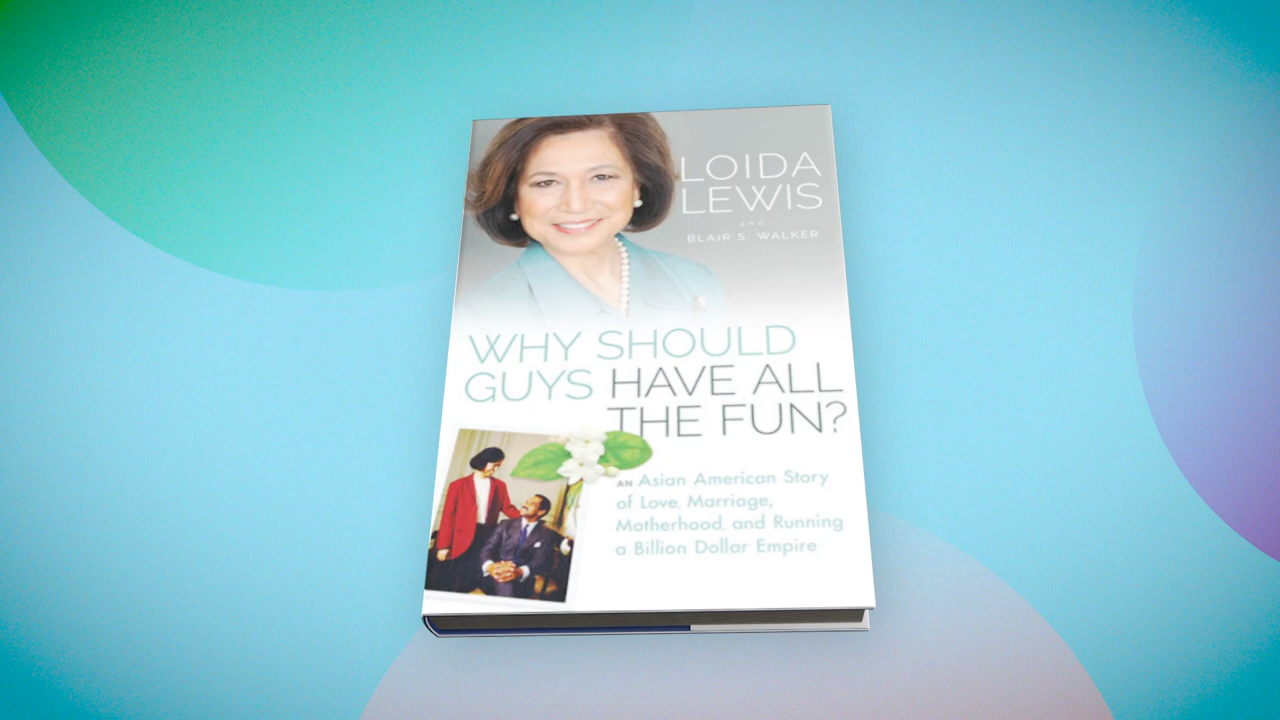 LOIDA
LEWIS
AND
BLAIR S. WALKER
WHY SHOULD
GUYS HAVE ALL
THE FUN?
AN Asian American Story
of Love, Marriage,
Motherhood, and Running
a Billion Dollar Empire